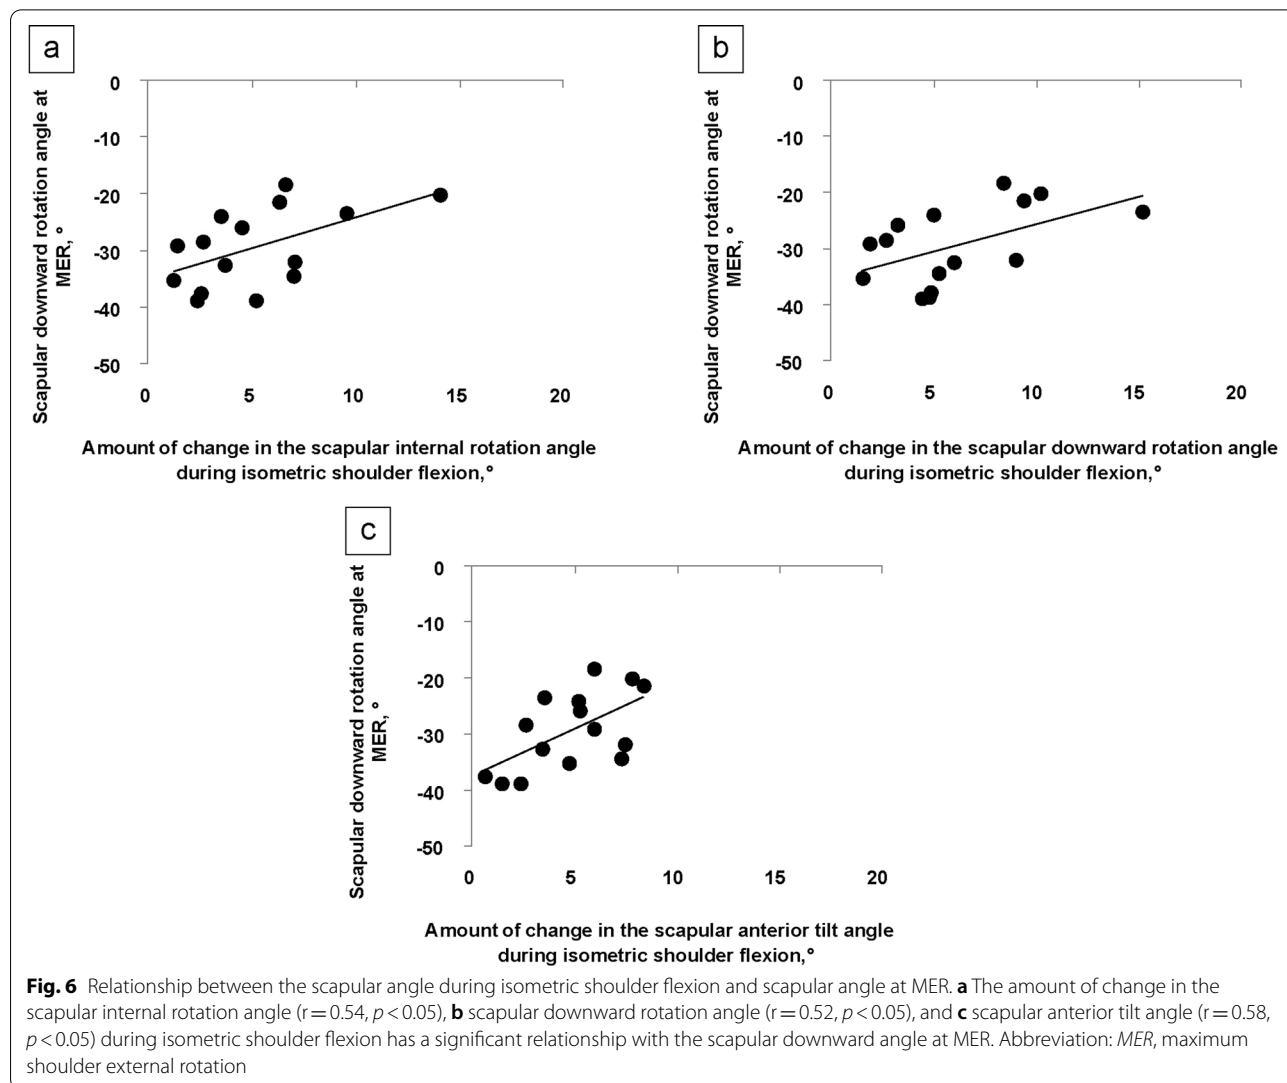 a
Scapular downward rotation angle at
MER, °
0
-10
-20
-30
-40
-50
0 5 10 15 20
Amount of change in the scapular internal rotation angle
during isometric shoulder flexion,°
b
Scapular downward rotation angle at
MER, °
0
-10
-20
-30
-40
-50
0 5 10 15 20
Amount of change in the scapular downward rotation angle
during isometric shoulder flexion,°
c
Scapular downward rotation angle at
MER, °
0
-10
-20
-30
-40
-50
0 5 10 15 20
Amount of change in the scapular anterior tilt angle
during isometric shoulder flexion,°
Fig. 6 Relationship between the scapular angle during isometric shoulder flexion and scapular angle at MER. a The amount of change in the
scapular internal rotation angle (r = 0.54, p < 0.05), b scapular downward rotation angle (r = 0.52, p < 0.05), and c scapular anterior tilt angle (r = 0.58,
p < 0.05) during isometric shoulder flexion has a significant relationship with the scapular downward angle at MER. Abbreviation: MER, maximum
shoulder external rotation